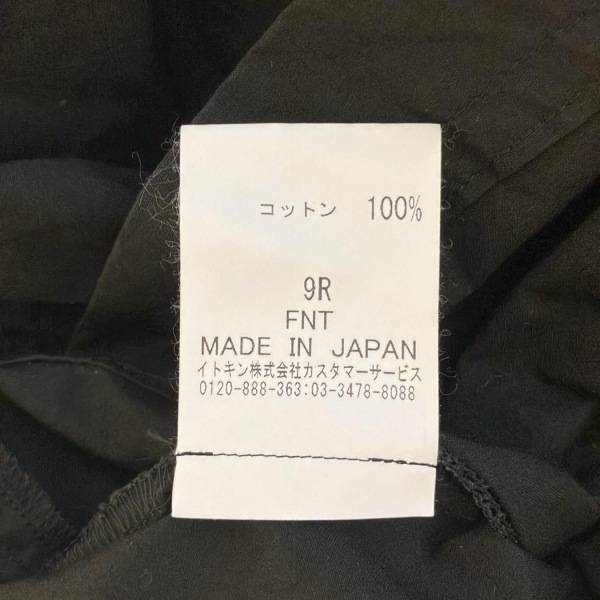 コットン 100%
9R
FNT
MADE IN JAPAN
イトキン株式会社カスタマーサービス
0120-888-363:03-3478-8088